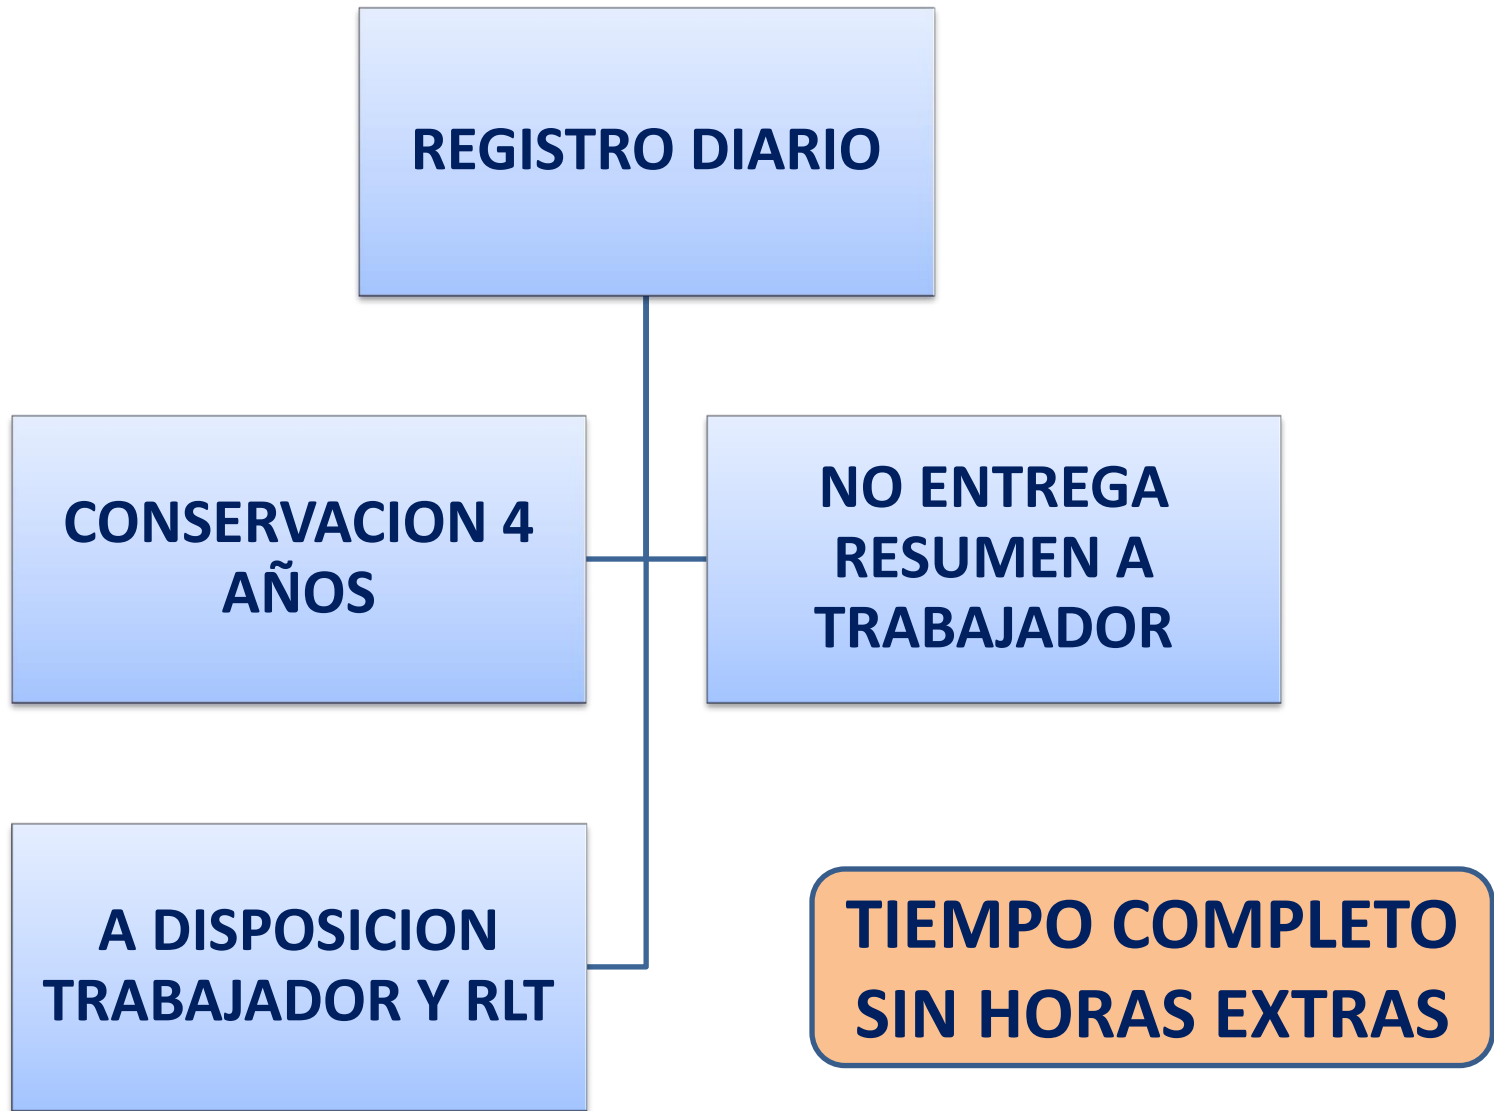 REGISTRO DIARIO
CONSERVACION 4
AÑOS
NO ENTREGA
RESUMEN A
TRABAJADOR
A DISPOSICION
TRABAJADOR Y RLT
TIEMPO COMPLETO
SIN HORAS EXTRAS